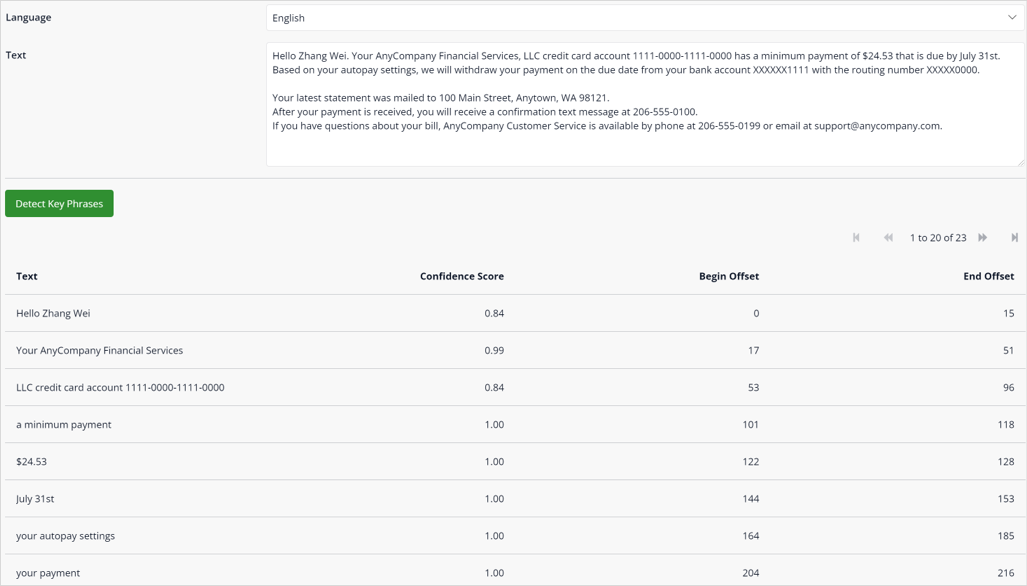 Language English
Text
Hello Zhang Wei. Your AnyCompany Financial Services, LLC credit card account 1111-0000-1111-0000 has a minimum payment of $24.53 that is due by July 31st.
Based on your autopay settings, we will withdraw your payment on the due date from your bank account XXXXXX1111 with the routing number XXXXX0000.
Your latest statement was mailed to 100 Main Street, Anytown, WA 98121.
After your payment is received, you will receive a confirmation text message at 206-555-0100.
If you have questions about your bill, AnyCompany Customer Service is available by phone at 206-555-0199 or email at support@anycompany.com.
Detect Key Phrases
1 to 20 of 23
Text Confidence Score Begin Offset End Offset
Hello Zhang Wei 0.84 0 15
Your AnyCompany Financial Services 0.99 17 51
LLC credit card account 1111-0000-1111-0000 0.84 53 96
a minimum payment 1.00 101 118
$24.53 1.00 122 128
July 31st 1.00 144 153
your autopay settings 1.00 164 185
your payment 1.00 204 216